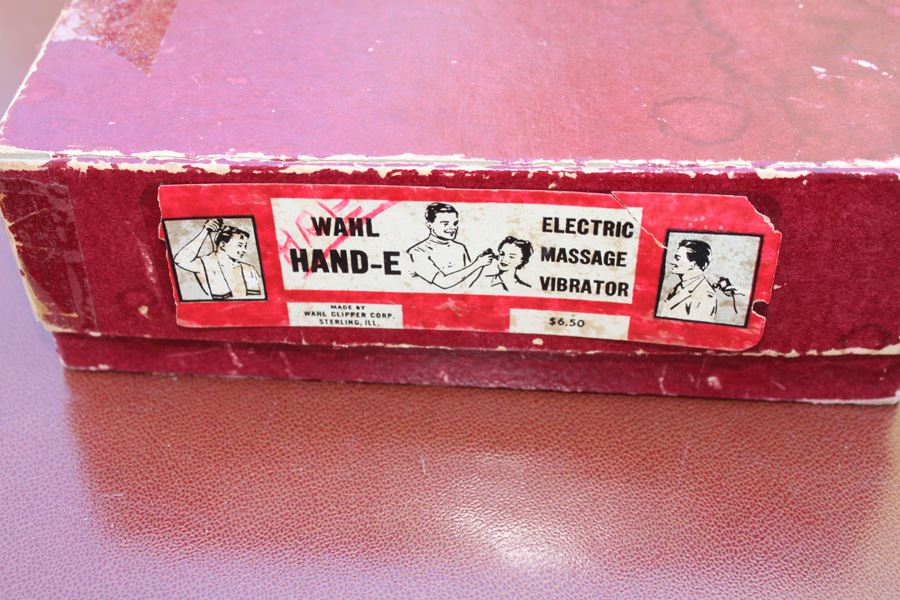 WAHL
HAND-E
ELECTRIC
MASSAGE
VIBRATOR
MADE BY
WAHL CLIPPER CORP.
STERLING, ILL.
$6.50